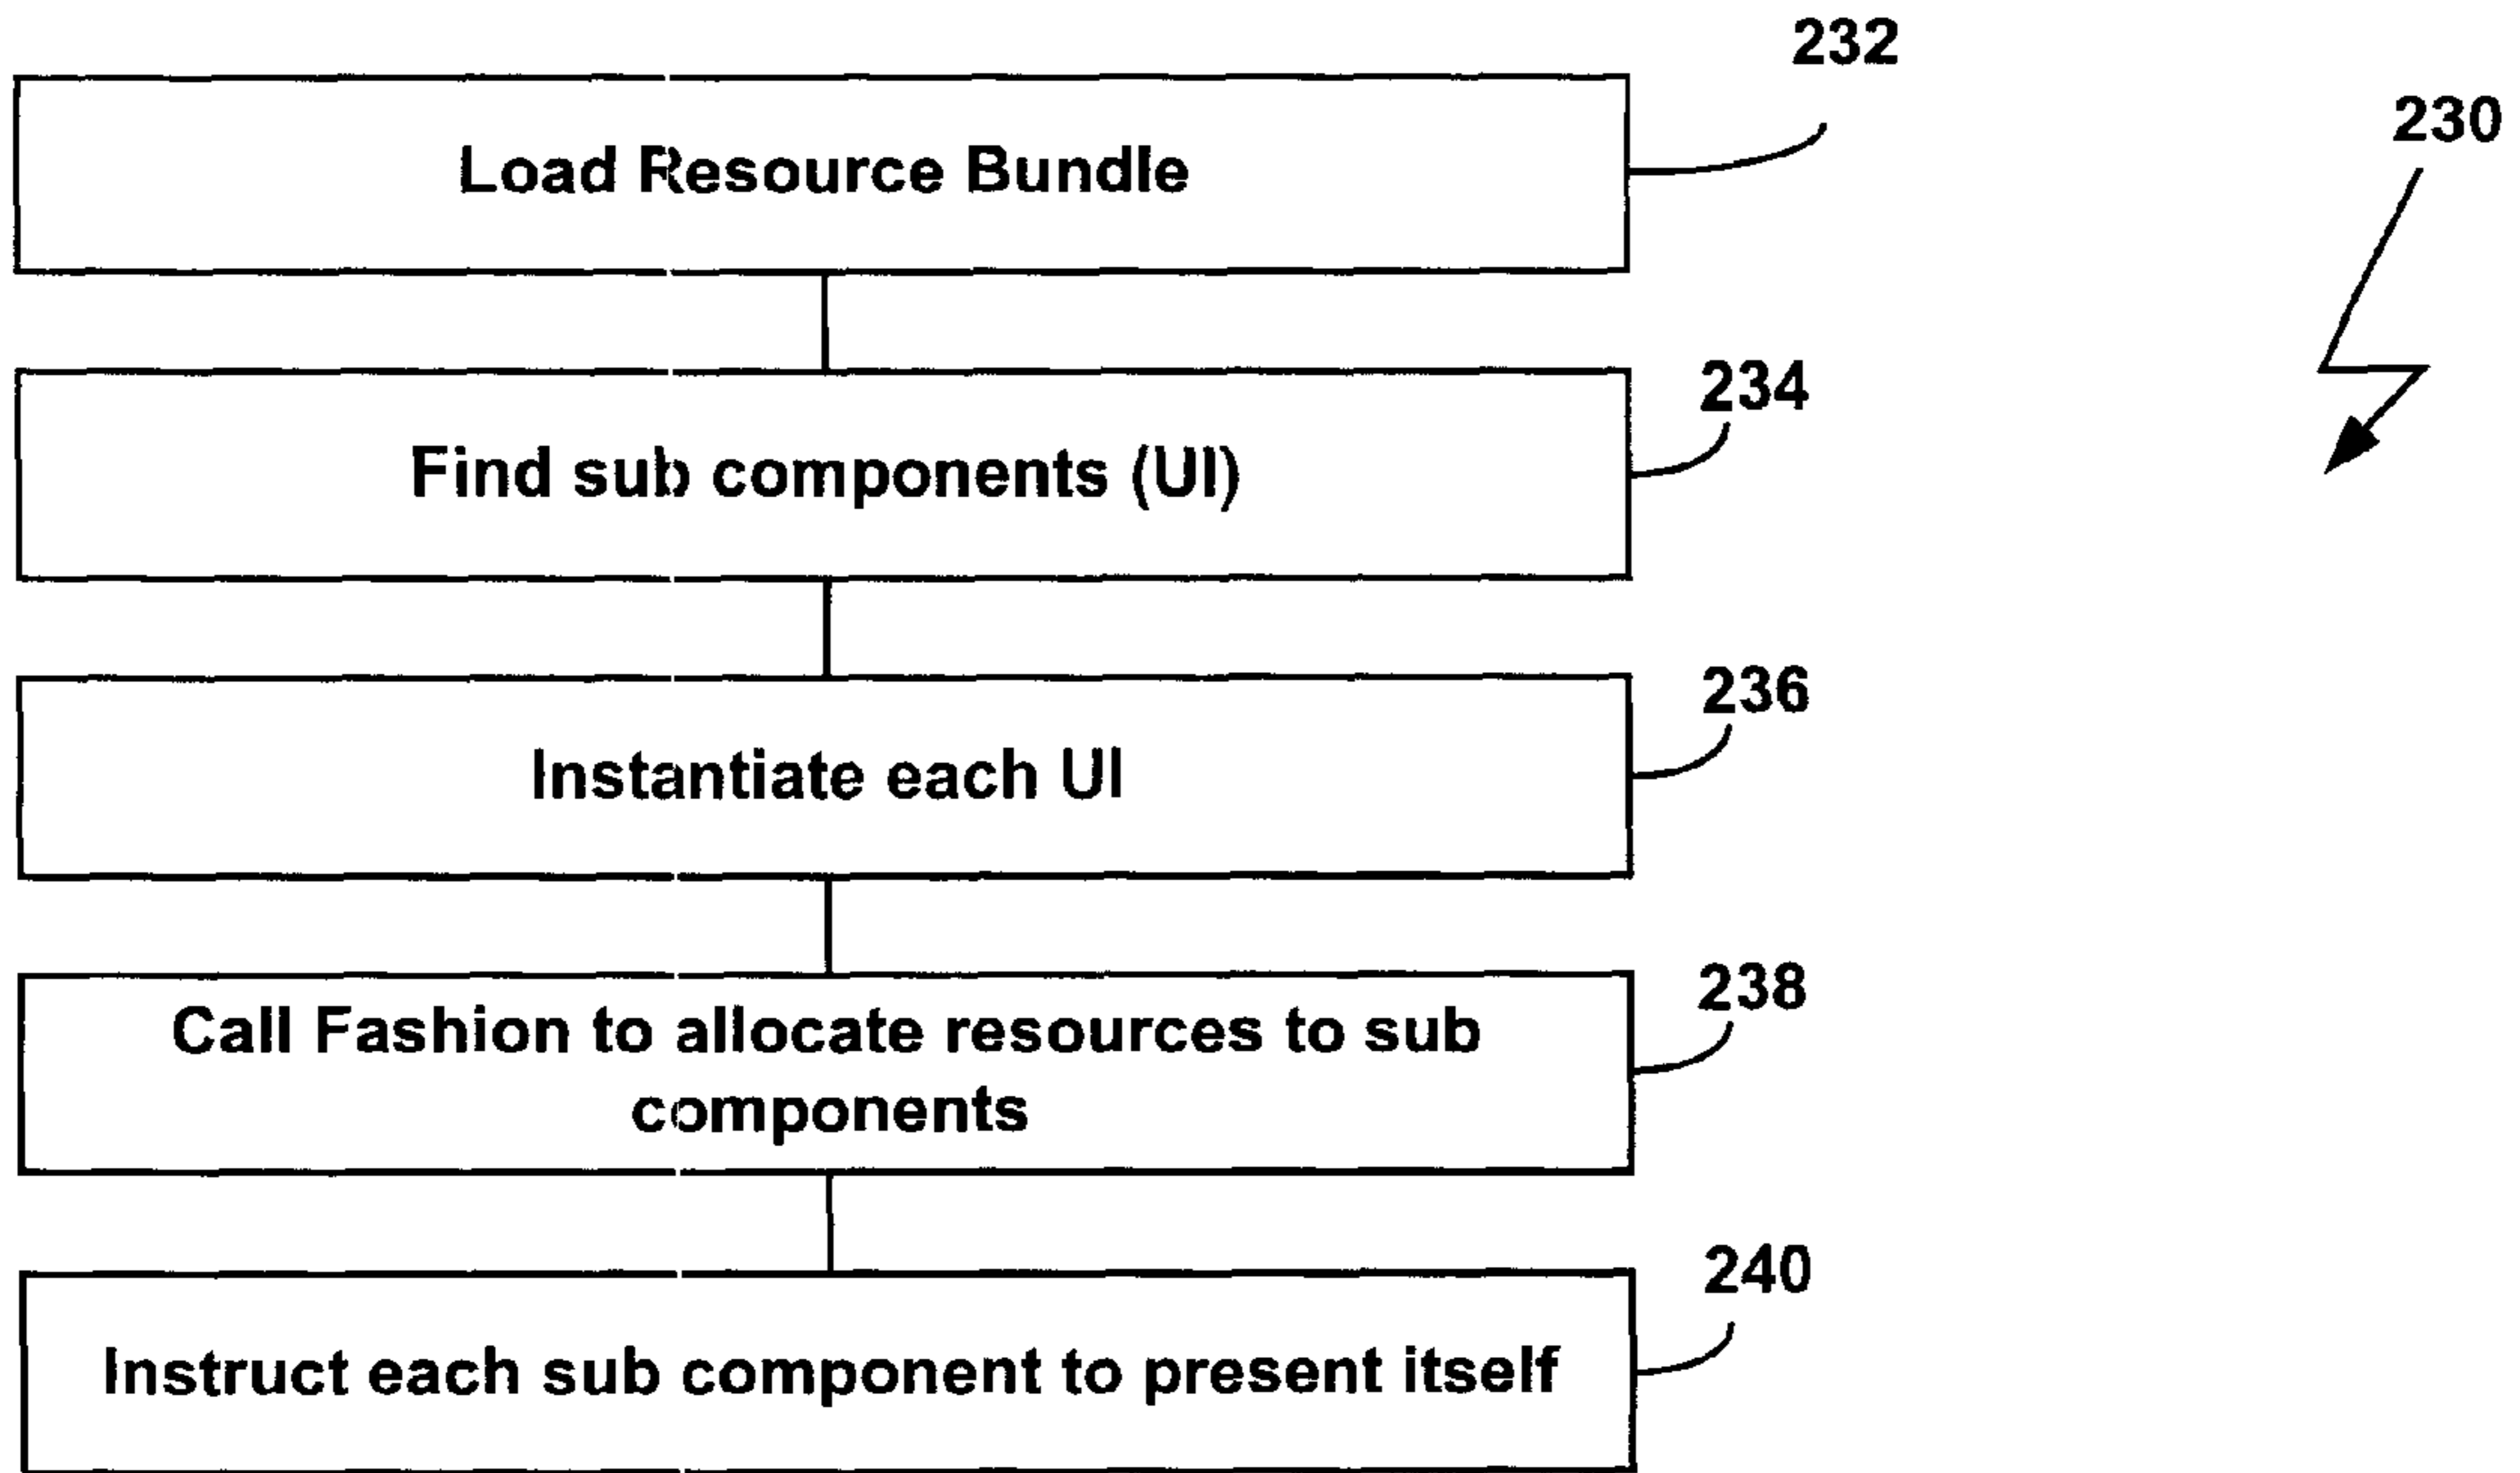 232
230
Load Resource Bundle
234
Find sub components (UI)
236
Instantiate each UI
238
Call Fashion to allocate resources to sub
components
240
Instruct each sub component to present itself